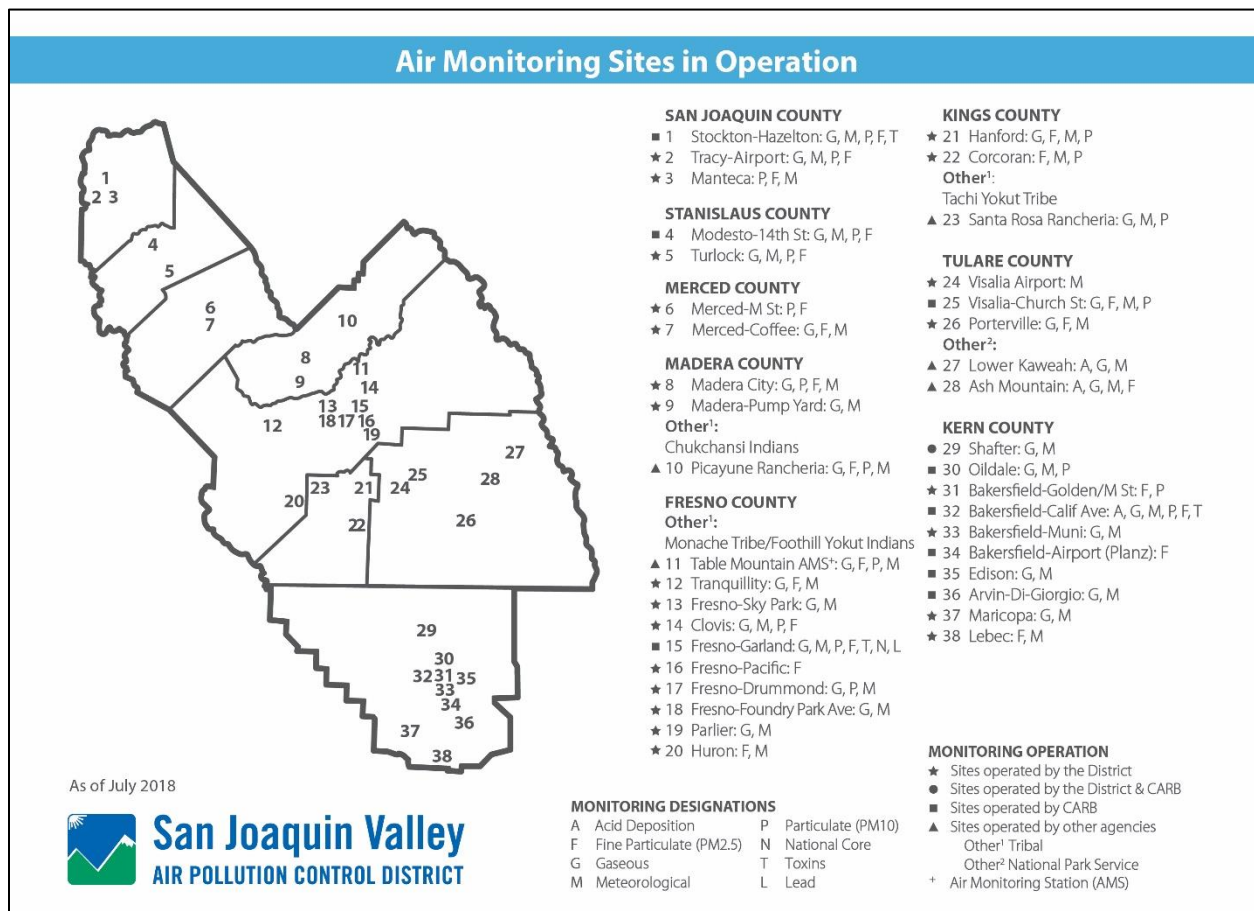 Air Monitoring Sites in Operation
1
2 3
4
5
6
7
10
8
9
11
14
13 15
12 18 17 16
19
27
25
28
20 23 21 24
22 26
29
30
32 31 35
33
34
36
37
38
SAN JOAQUIN COUNTY
■ 1 Stockton-Hazelton: G, M, P, F, T
★ 2 Tracy-Airport: G, M, P, F
★ 3 Manteca: P, F, M
STANISLAUS COUNTY
■ 4 Modesto-14th St: G, M, P, F
★ 5 Turlock: G, M, P, F
MERCED COUNTY
★ 6 Merced-M St: P, F
★ 7 Merced-Coffee: G, F, M
MADERA COUNTY
★ 8 Madera City: G, P, F, M
★ 9 Madera-Pump Yard: G, M
Other¹:
Chukchansi Indians
▲ 10 Picayune Rancheria: G, F, P, M
FRESNO COUNTY
Other¹:
Monache Tribe/Foothill Yokut Indians
▲ 11 Table Mountain AMS⁺: G, F, P, M
★ 12 Tranquillity: G, F, M
★ 13 Fresno-Sky Park: G, M
★ 14 Clovis: G, M, P, F
■ 15 Fresno-Garland: G, M, P, F, T, N, L
★ 16 Fresno-Pacific: F
★ 17 Fresno-Drummond: G, P, M
★ 18 Fresno-Foundry Park Ave: G, M
★ 19 Parlier: G, M
★ 20 Huron: F, M
KINGS COUNTY
★ 21 Hanford: G, F, M, P
★ 22 Corcoran: F, M, P
Other¹:
Tachi Yokut Tribe
▲ 23 Santa Rosa Rancheria: G, M, P
TULARE COUNTY
★ 24 Visalia Airport: M
■ 25 Visalia-Church St: G, F, M, P
★ 26 Porterville: G, F, M
Other²:
▲ 27 Lower Kaweah: A, G, M
▲ 28 Ash Mountain: A, G, M, F
KERN COUNTY
● 29 Shafter: G, M
■ 30 Oildale: G, M, P
★ 31 Bakersfield-Golden/M St: F, P
■ 32 Bakersfield-Calif Ave: A, G, M, P, F, T
★ 33 Bakersfield-Muni: G, M
■ 34 Bakersfield-Airport (Planz): F
■ 35 Edison: G, M
■ 36 Arvin-Di-Giorgio: G, M
★ 37 Maricopa: G, M
★ 38 Lebec: F, M
As of July 2018
San Joaquin Valley
AIR POLLUTION CONTROL DISTRICT
MONITORING DESIGNATIONS
A Acid Deposition
F Fine Particulate (PM2.5)
G Gaseous
M Meteorological
P Particulate (PM10)
N National Core
T Toxins
L Lead
MONITORING OPERATION
★ Sites operated by the District
● Sites operated by the District & CARB
■ Sites operated by CARB
▲ Sites operated by other agencies
Other¹ Tribal
Other² National Park Service
⁺ Air Monitoring Station (AMS)